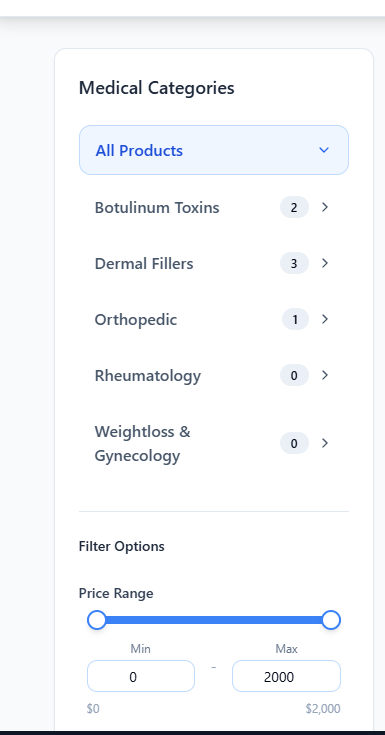 Medical Categories
All Products
Botulinum Toxins 2
Dermal Fillers 3
Orthopedic 1
Rheumatology 0
Weightloss &
Gynecology 0
Filter Options
Price Range
Min Max
0 - 2000
$0 $2,000